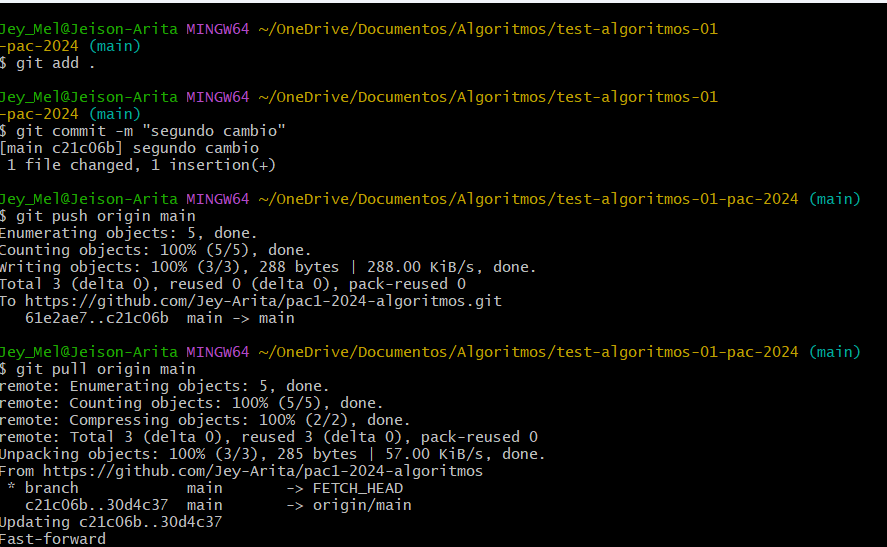 Jey_Mel@Jeison-Arita MINGW64 ~/OneDrive/Documentos/Algoritmos/test-algoritmos-01
-pac-2024 (main)
$ git add .
Jey_Mel@Jeison-Arita MINGW64 ~/OneDrive/Documentos/Algoritmos/test-algoritmos-01
-pac-2024 (main)
$ git commit -m "segundo cambio"
[main c21c06b] segundo cambio
1 file changed, 1 insertion(+)
Jey_Mel@Jeison-Arita MINGW64 ~/OneDrive/Documentos/Algoritmos/test-algoritmos-01-pac-2024 (main)
$ git push origin main
Enumerating objects: 5, done.
Counting objects: 100% (5/5), done.
Writing objects: 100% (3/3), 288 bytes | 288.00 KiB/s, done.
Total 3 (delta 0), reused 0 (delta 0), pack-reused 0
To https://github.com/Jey-Arita/pac1-2024-algoritmos.git
61e2ae7..c21c06b  main -> main
Jey_Mel@Jeison-Arita MINGW64 ~/OneDrive/Documentos/Algoritmos/test-algoritmos-01-pac-2024 (main)
$ git pull origin main
remote: Enumerating objects: 5, done.
remote: Counting objects: 100% (5/5), done.
remote: Compressing objects: 100% (2/2), done.
remote: Total 3 (delta 0), reused 3 (delta 0), pack-reused 0
Unpacking objects: 100% (3/3), 285 bytes | 57.00 KiB/s, done.
From https://github.com/Jey-Arita/pac1-2024-algoritmos
* branch            main       -> FETCH_HEAD
c21c06b..30d4c37  main       -> origin/main
Updating c21c06b..30d4c37
Fast-forward